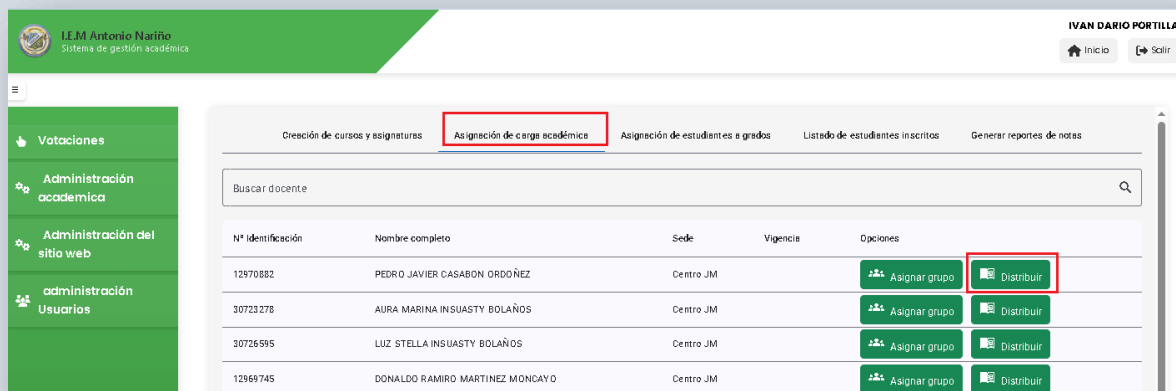 I.E.M Antonio Nariño
Sistema de gestión académica
IVAN DARIO PORTILLA
Inicio
Salir
Votaciones
Administración
academica
Administración del
sitio web
administración
Usuarios
Creación de cursos y asignaturas
Asignación de carga académica
Asignación de estudiantes a grados
Listado de estudiantes inscritos
Generar reportes de notas
Buscar docente
N° Identificación Nombre completo Sede Vigencia Opciones
12970882 PEDRO JAVIER CASABON ORDOÑEZ Centro JM Asignar grupo Distribuir
30723278 AURA MARINA INSUASTY BOLAÑOS Centro JM Asignar grupo Distribuir
30726595 LUZ STELLA INSUASTY BOLAÑOS Centro JM Asignar grupo Distribuir
12969745 DONALDO RAMIRO MARTINEZ MONCAYO Centro JM Asignar grupo Distribuir